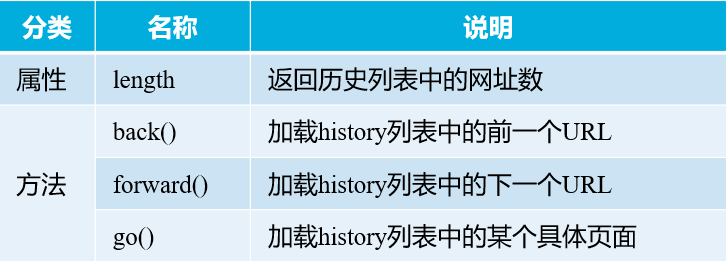 分类 名称 说明
属性 length 返回历史列表中的网址数
back() 加载history列表中的前一个URL
方法 forward() 加载history列表中的下一个URL
go() 加载history列表中的某个具体页面